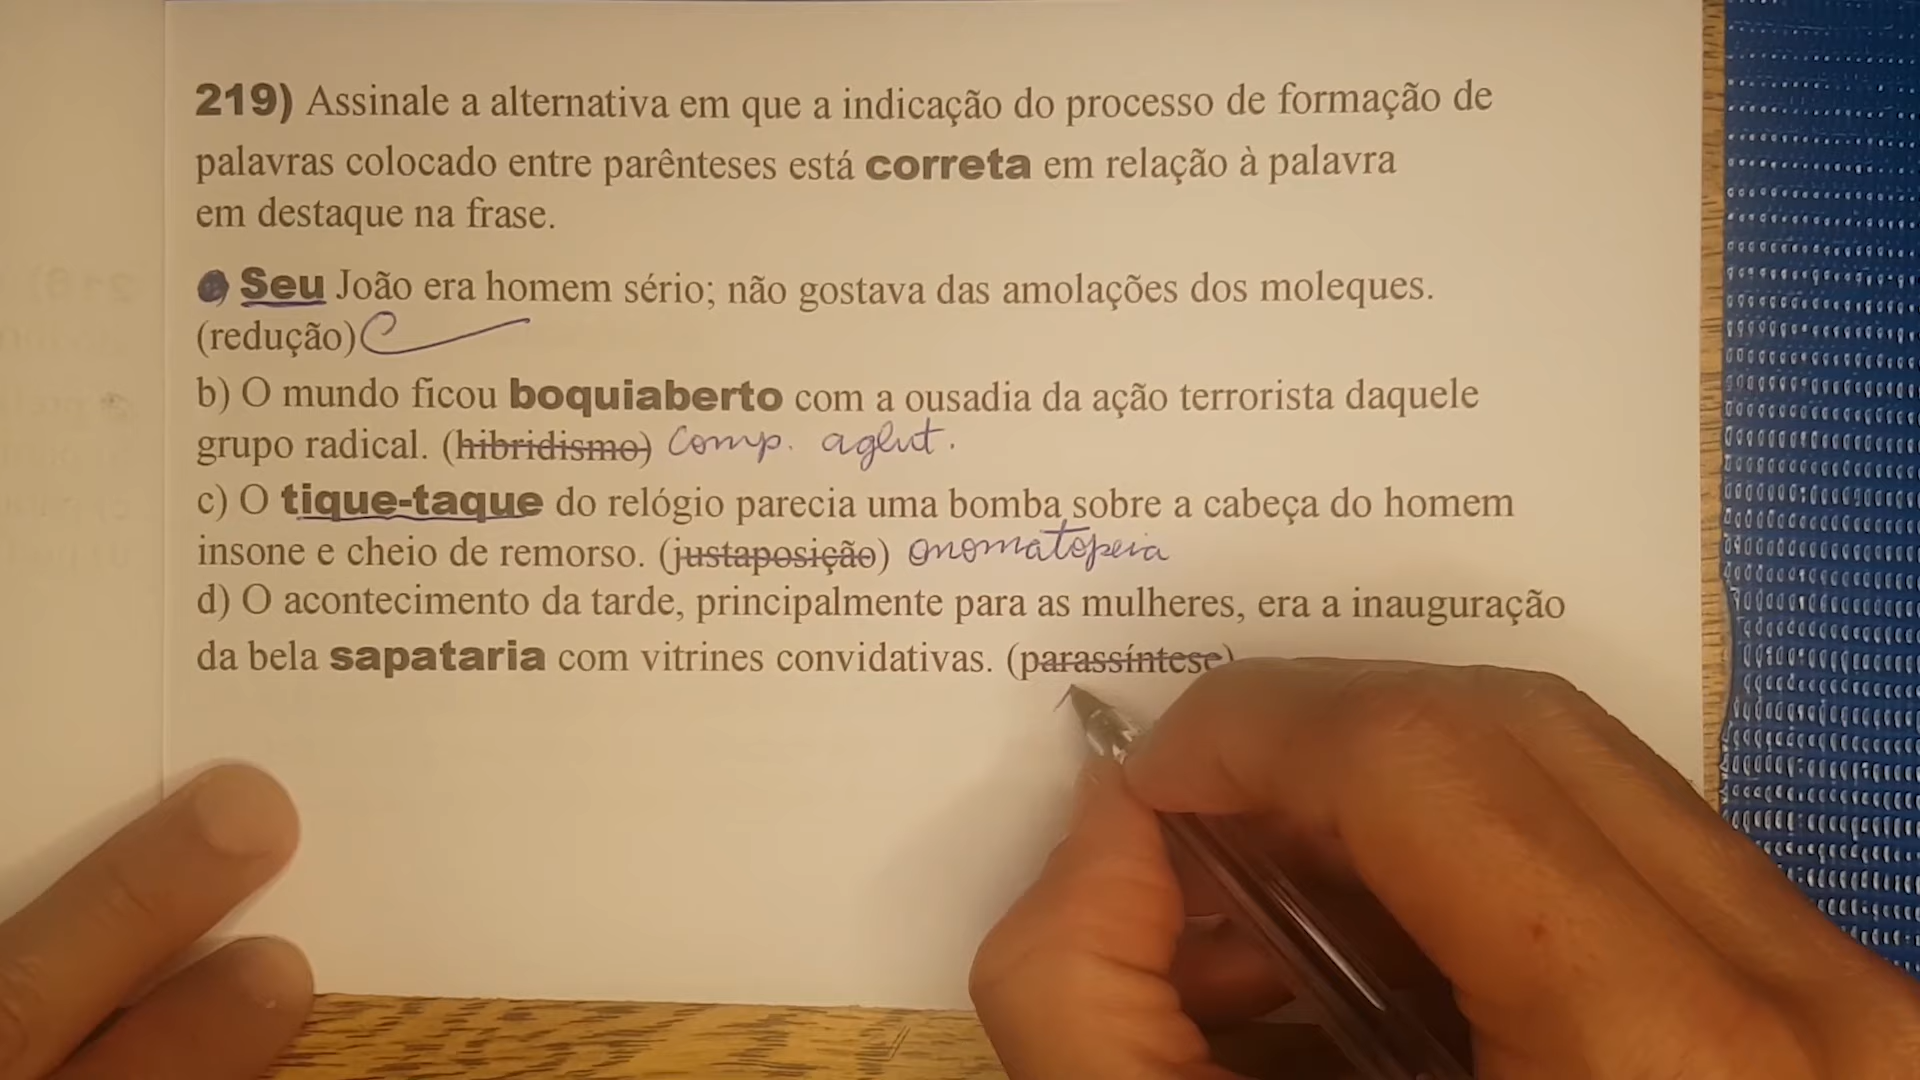 219) Assinale a alternativa em que a indicação do processo de formação de
palavras colocado entre parênteses está correta em relação à palavra
em destaque na frase.
Seu João era homem sério; não gostava das amolações dos moleques.
(redução) C
b) O mundo ficou boquiaberto com a ousadia da ação terrorista daquele
grupo radical. (hibridismo) Comp. aglut.
c) O tique-taque do relógio parecia uma bomba sobre a cabeça do homem
insone e cheio de remorso. (justaposição) onomatopeia
d) O acontecimento da tarde, principalmente para as mulheres, era a inauguração
da bela sapataria com vitrines convidativas. (parassíntese)